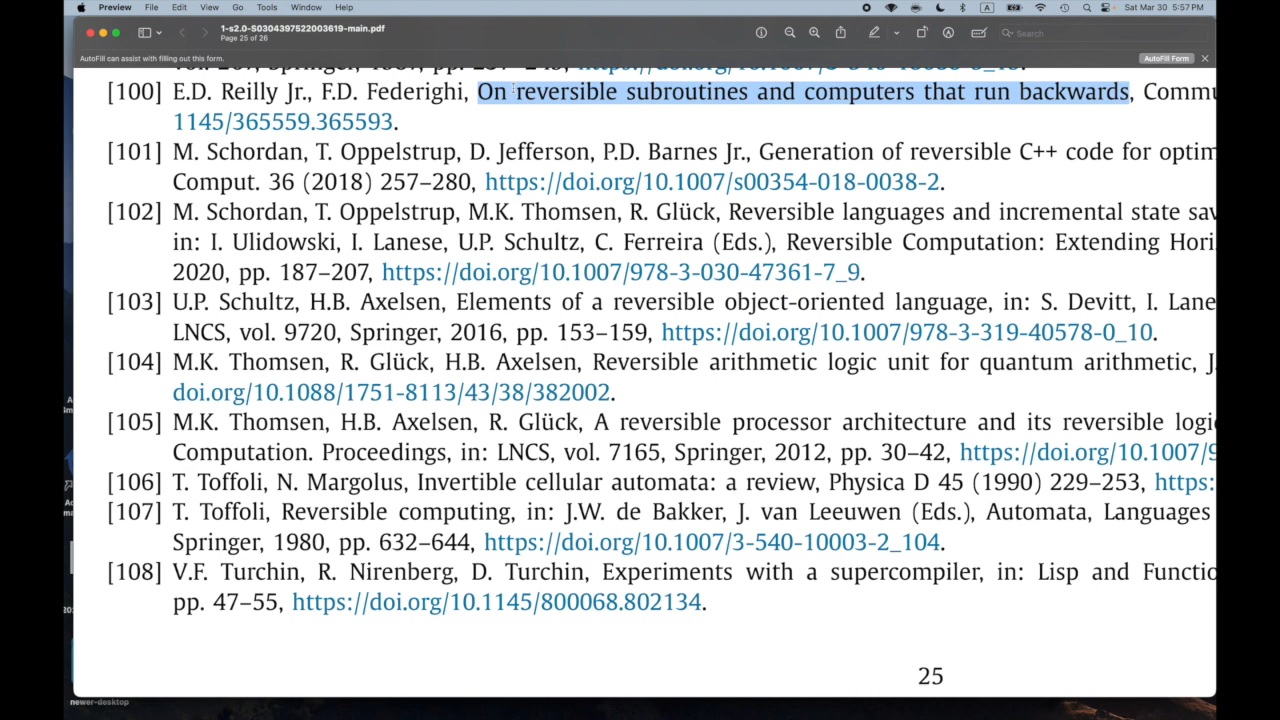 Preview File Edit View Go Tools Window Help A Sat Mar 30 5:57 PM
1-s2.0-S0304397522003619-main.pdf
Page 25 of 26
Search
AutoFill can assist with filling out this form.
AutoFill Form
[100] E.D. Reilly Jr., F.D. Federighi, On reversible subroutines and computers that run backwards, Commu
1145/365559.365593.
[101] M. Schordan, T. Oppelstrup, D. Jefferson, P.D. Barnes Jr., Generation of reversible C++ code for optim
Comput. 36 (2018) 257–280, https://doi.org/10.1007/s00354-018-0038-2.
[102] M. Schordan, T. Oppelstrup, M.K. Thomsen, R. Glück, Reversible languages and incremental state sav
in: I. Ulidowski, I. Lanese, U.P. Schultz, C. Ferreira (Eds.), Reversible Computation: Extending Hori
2020, pp. 187–207, https://doi.org/10.1007/978-3-030-47361-7_9.
[103] U.P. Schultz, H.B. Axelsen, Elements of a reversible object-oriented language, in: S. Devitt, I. Lane
LNCS, vol. 9720, Springer, 2016, pp. 153–159, https://doi.org/10.1007/978-3-319-40578-0_10.
[104] M.K. Thomsen, R. Glück, H.B. Axelsen, Reversible arithmetic logic unit for quantum arithmetic, J.
doi.org/10.1088/1751-8113/43/38/382002.
[105] M.K. Thomsen, H.B. Axelsen, R. Glück, A reversible processor architecture and its reversible logic
Computation. Proceedings, in: LNCS, vol. 7165, Springer, 2012, pp. 30–42, https://doi.org/10.1007/9
[106] T. Toffoli, N. Margolus, Invertible cellular automata: a review, Physica D 45 (1990) 229–253, https:
[107] T. Toffoli, Reversible computing, in: J.W. de Bakker, J. van Leeuwen (Eds.), Automata, Languages
Springer, 1980, pp. 632–644, https://doi.org/10.1007/3-540-10003-2_104.
[108] V.F. Turchin, R. Nirenberg, D. Turchin, Experiments with a supercompiler, in: Lisp and Functio
pp. 47–55, https://doi.org/10.1145/800068.802134.
25
newer-desktop